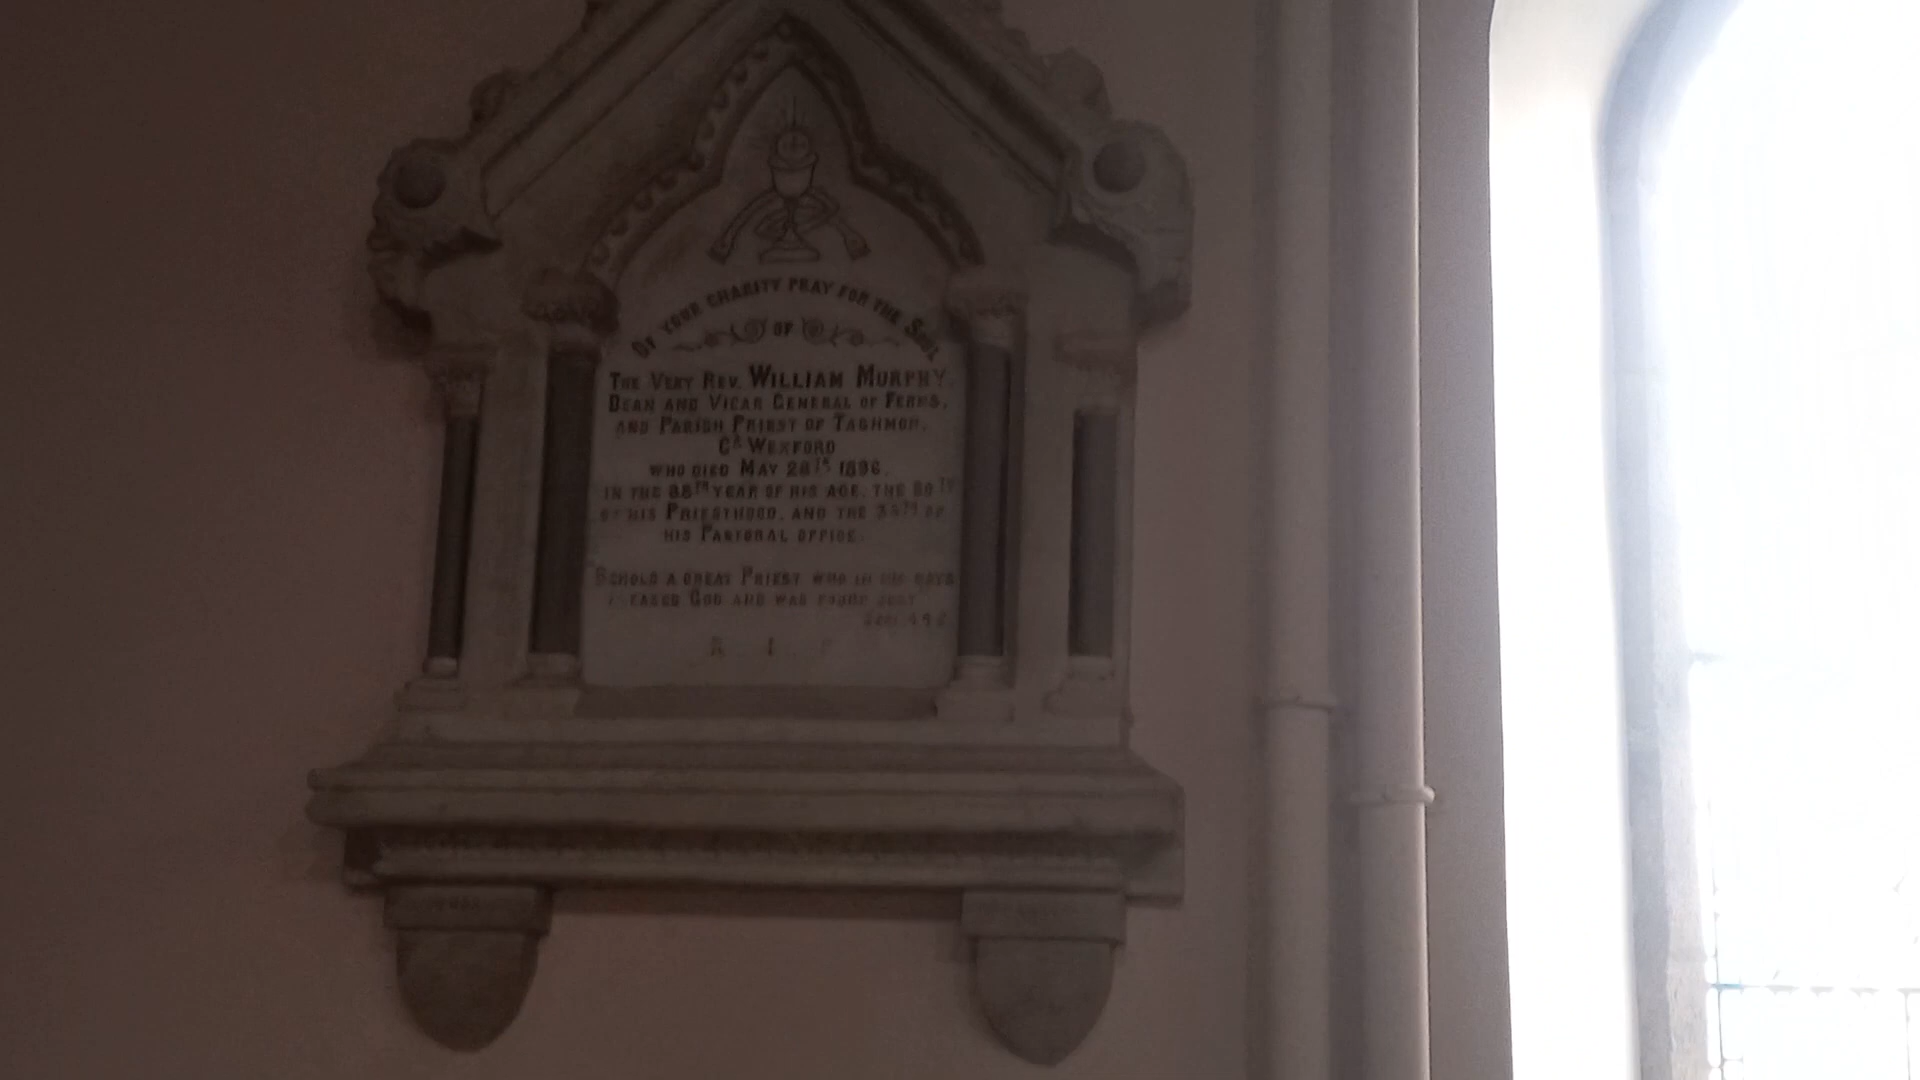 OF YOUR CHARITY PRAY FOR THE SOUL
OF
THE VERY REV. WILLIAM MURPHY,
DEAN AND VICAR GENERAL OF FERNS,
AND PARISH PRIEST OF TAGHMON,
Co WEXFORD
WHO DIED MAY 28TH 1896,
IN THE YEAR OF HIS AGE, THE
OF HIS PRIESTHOOD, AND THE OF
HIS PASTORAL OFFICE.
BEHOLD A GREAT PRIEST WHO IN HIS DAYS
PLEASED GOD AND WAS FOUND JUST
R I P